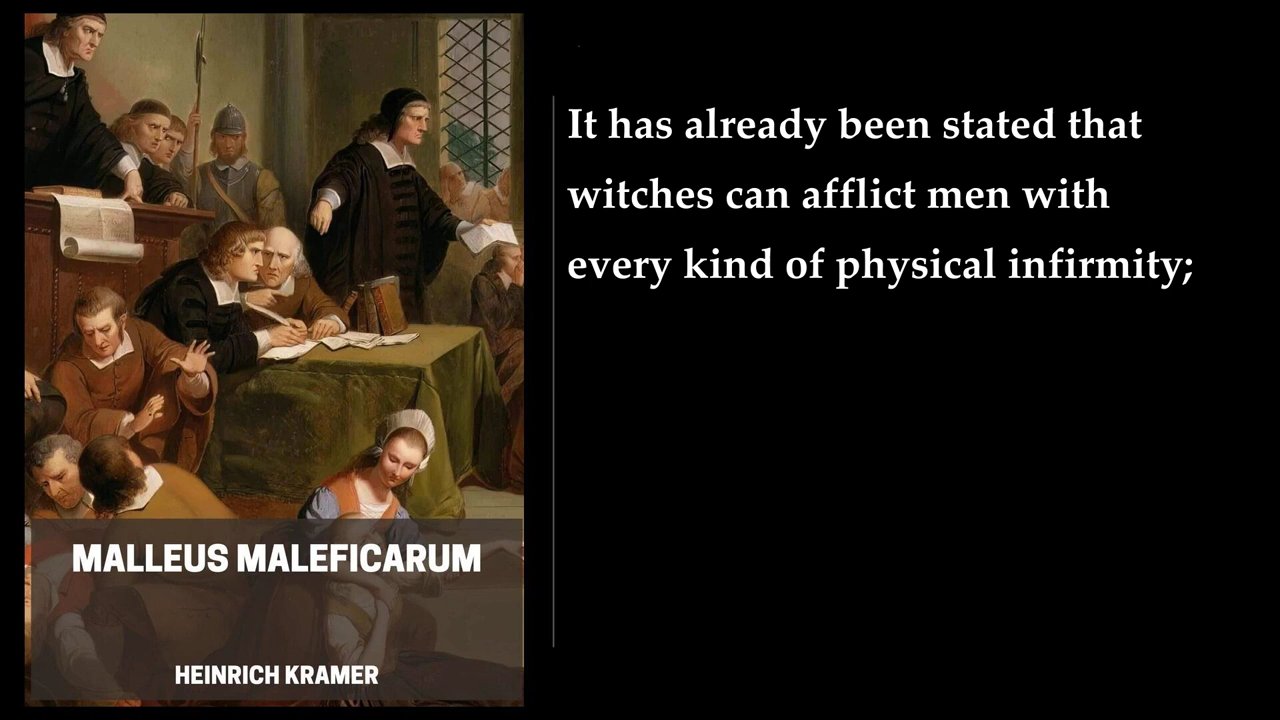 It has already been stated that
witches can afflict men with
every kind of physical infirmity;
MALLEUS MALEFICARUM
HEINRICH KRAMER